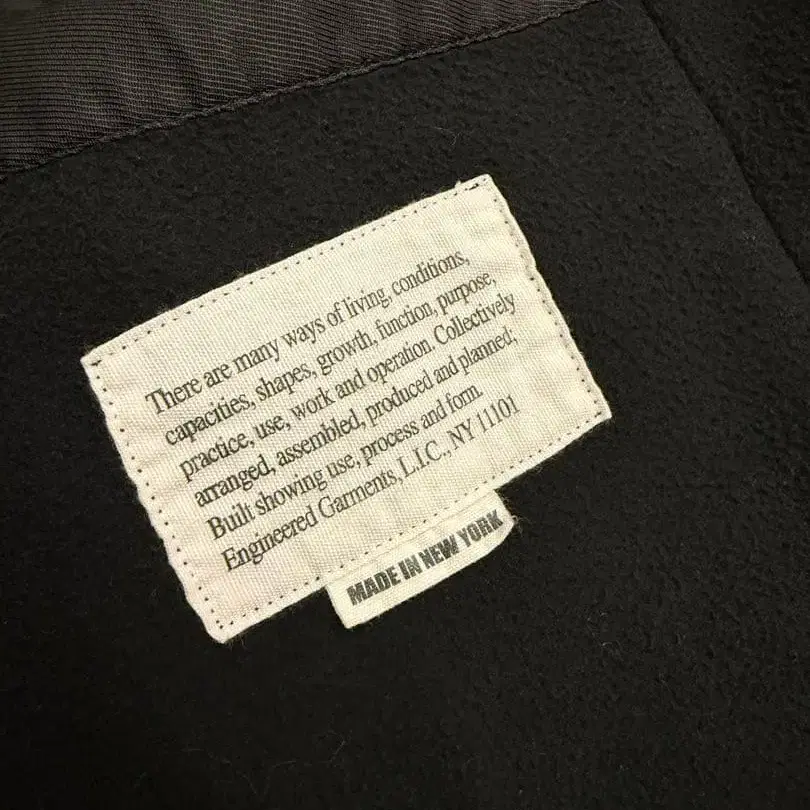 There are many ways of living, conditions,
capacities, shapes, growth, function, purpose,
practice, use, work and operation. Collectively
arranged, assembled, produced and planned;
Built showing use, process and form.
Engineered Garments, L.I.C., NY 11101
MADE IN NEW YORK